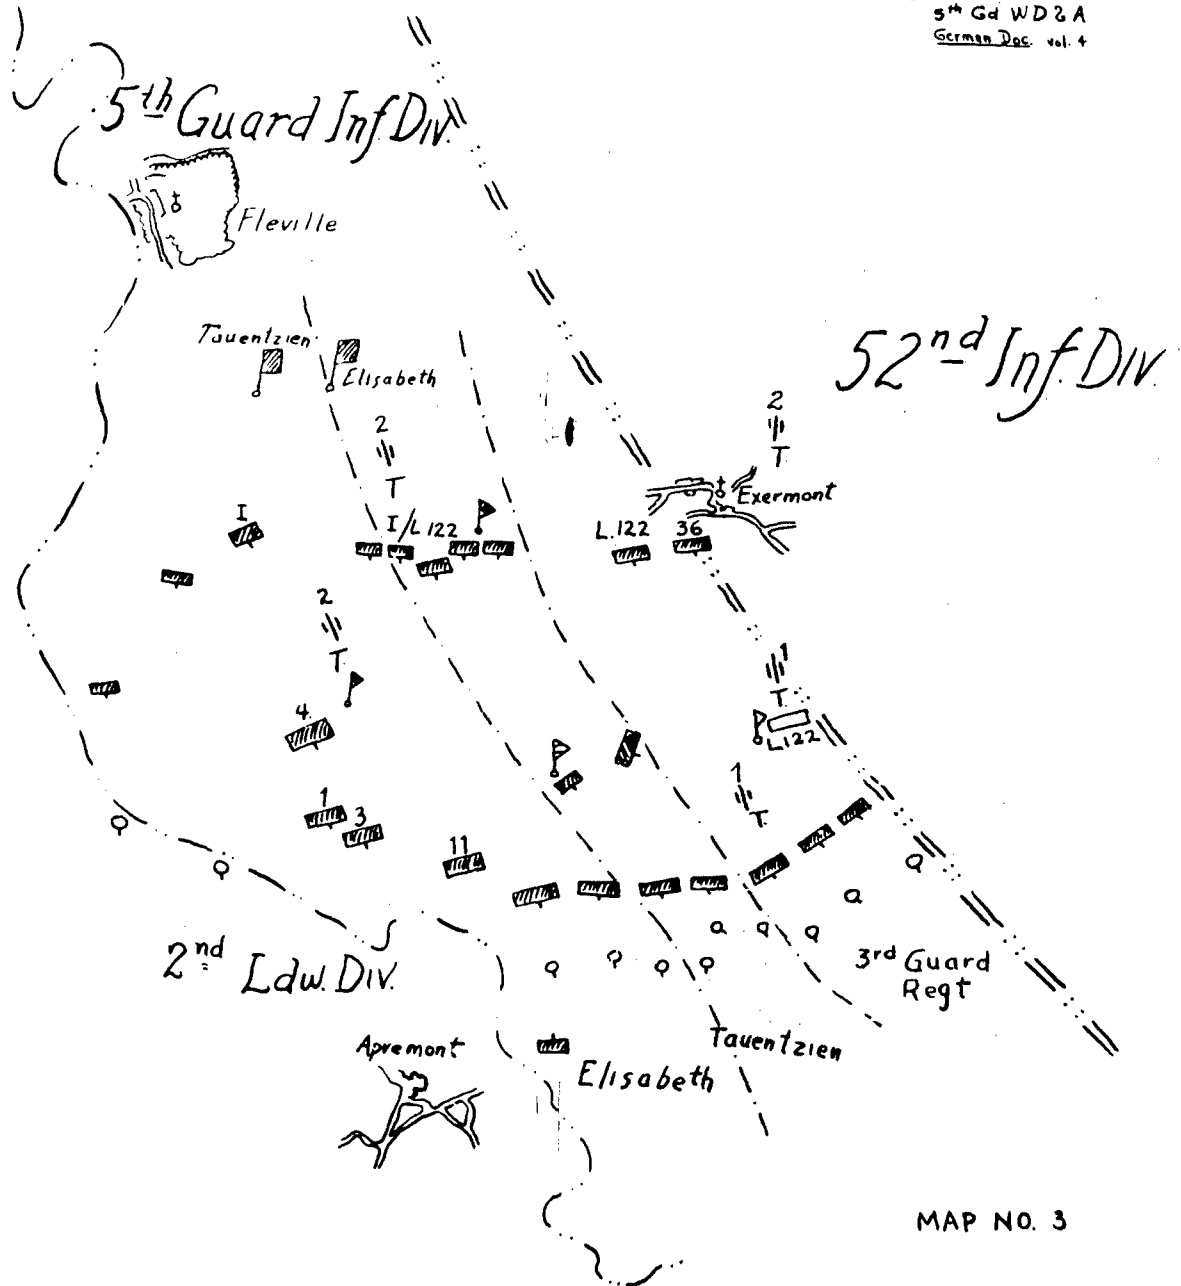 5th Gd WD & A
German Doc. vol. 4
5th Guard Inf Div.
Fleville
Tauentzien
Elisabeth
52nd Inf. Div.
2
T
2
T
Exermont
I
I/L 122
L.122
36
2
T
1
T
L.122
4
1
T
1
3
11
2nd Ldw. Div.
3rd Guard
Regt
Tauentzien
Apremont
Elisabeth
MAP NO. 3